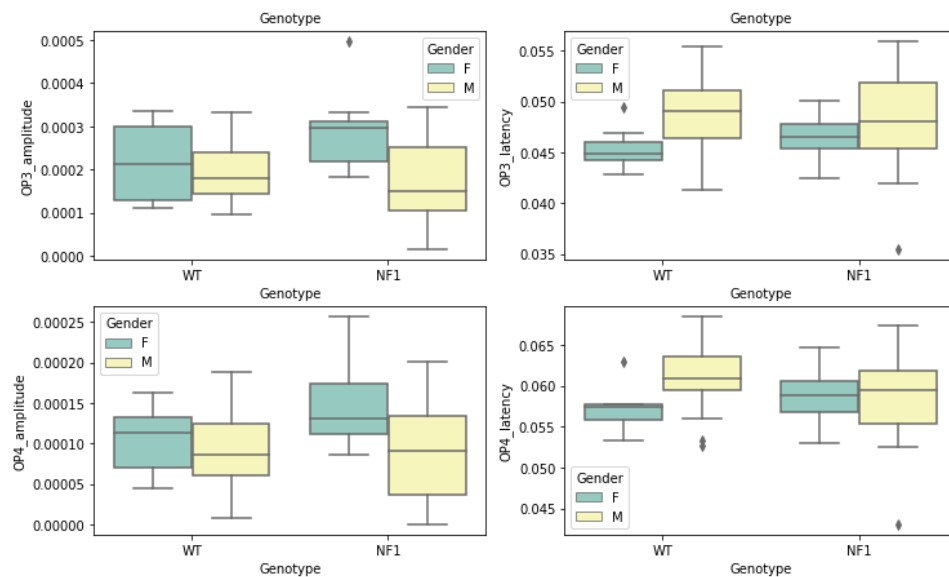 Genotype
OP3_amplitude
0.0005
0.0004
0.0003
0.0002
0.0001
0.0000
Gender
F
M
WT NF1
Genotype
Genotype
OP3_latency
0.055
0.050
0.045
0.040
0.035
Gender
F
M
WT NF1
Genotype
OP4_amplitude
0.00025
0.00020
0.00015
0.00010
0.00005
0.00000
Gender
F
M
WT NF1
Genotype
OP4_latency
0.065
0.060
0.055
0.050
0.045
Gender
F
M
WT NF1
Genotype